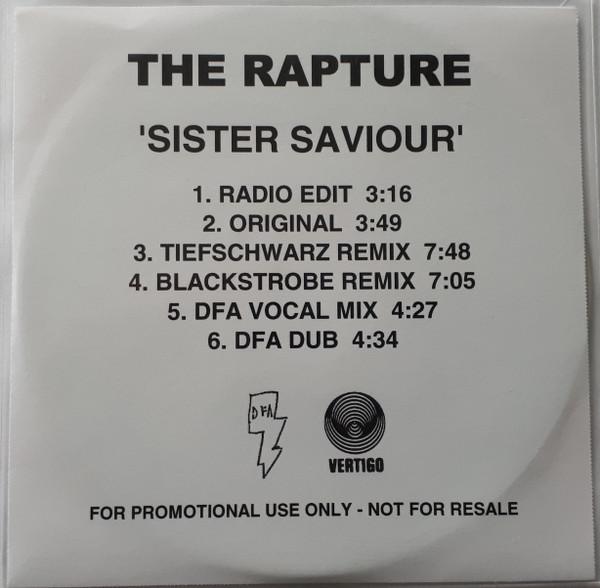 THE RAPTURE
'SISTER SAVIOUR'
1. RADIO EDIT 3:16
2. ORIGINAL 3:49
3. TIEFSCHWARZ REMIX 7:48
4. BLACKSTROBE REMIX 7:05
5. DFA VOCAL MIX 4:27
6. DFA DUB 4:34
DFA
VERTIGO
FOR PROMOTIONAL USE ONLY - NOT FOR RESALE